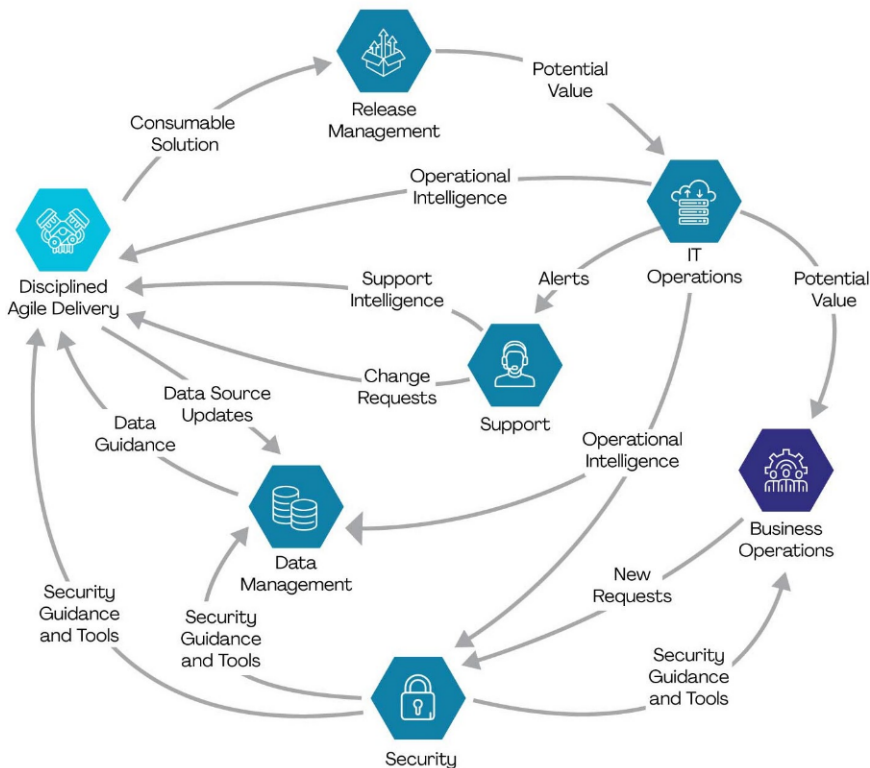 Release
Management
Potential
Value
Consumable
Solution
Operational
Intelligence
IT
Operations
Disciplined
Agile Delivery
Support
Intelligence
Alerts
Potential
Value
Change
Requests
Support
Data Source
Updates
Data
Guidance
Operational
Intelligence
Business
Operations
Data
Management
New
Requests
Security
Guidance
and Tools
Security
Guidance
and Tools
Security
Guidance
and Tools
Security